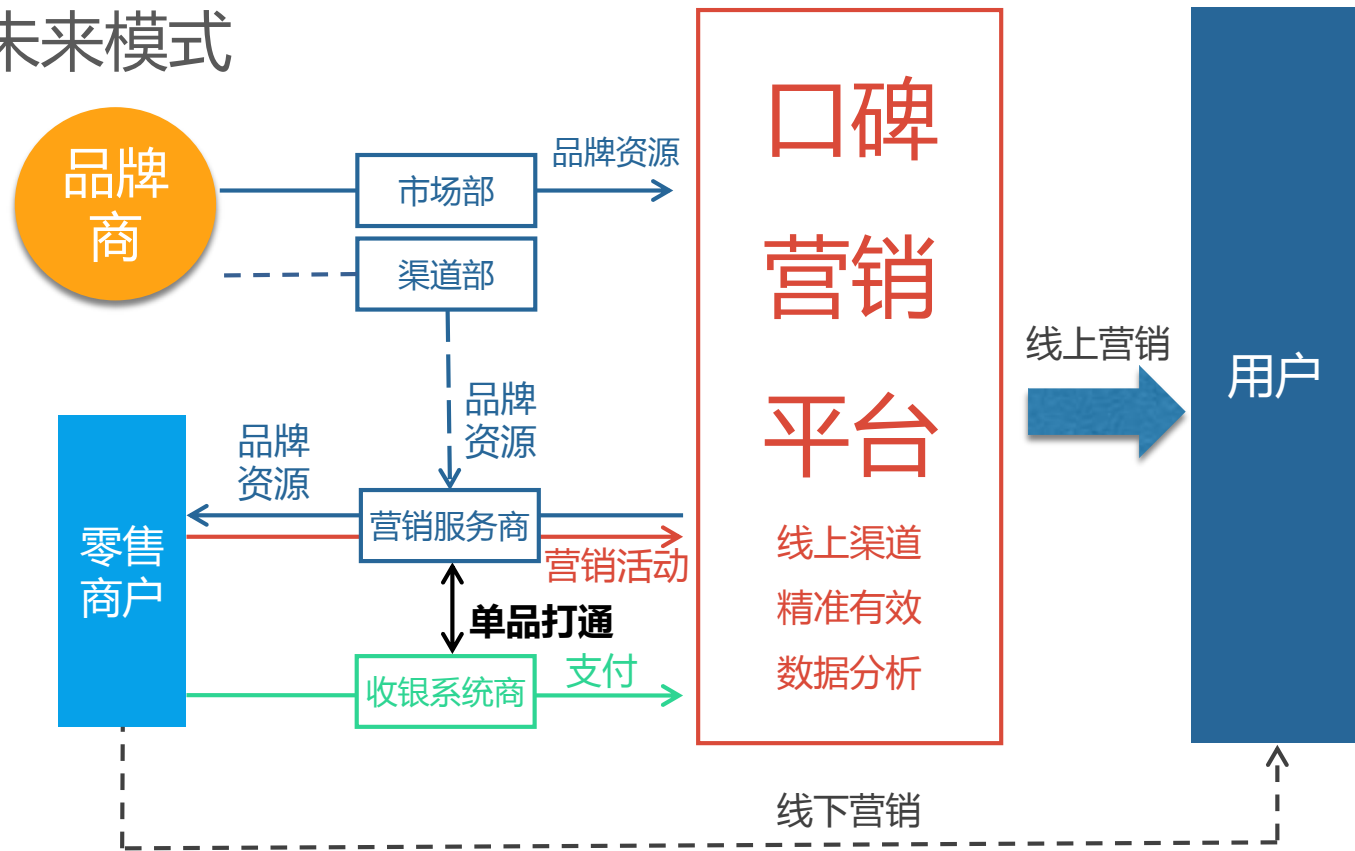 未来模式
品牌
商
市场部
品牌资源
渠道部
品牌
资源
品牌
资源
零售
商户
营销服务商
营销活动
单品打通
收银系统商
支付
口碑
营销
平台
线上渠道
精准有效
数据分析
线上营销
用户
线下营销